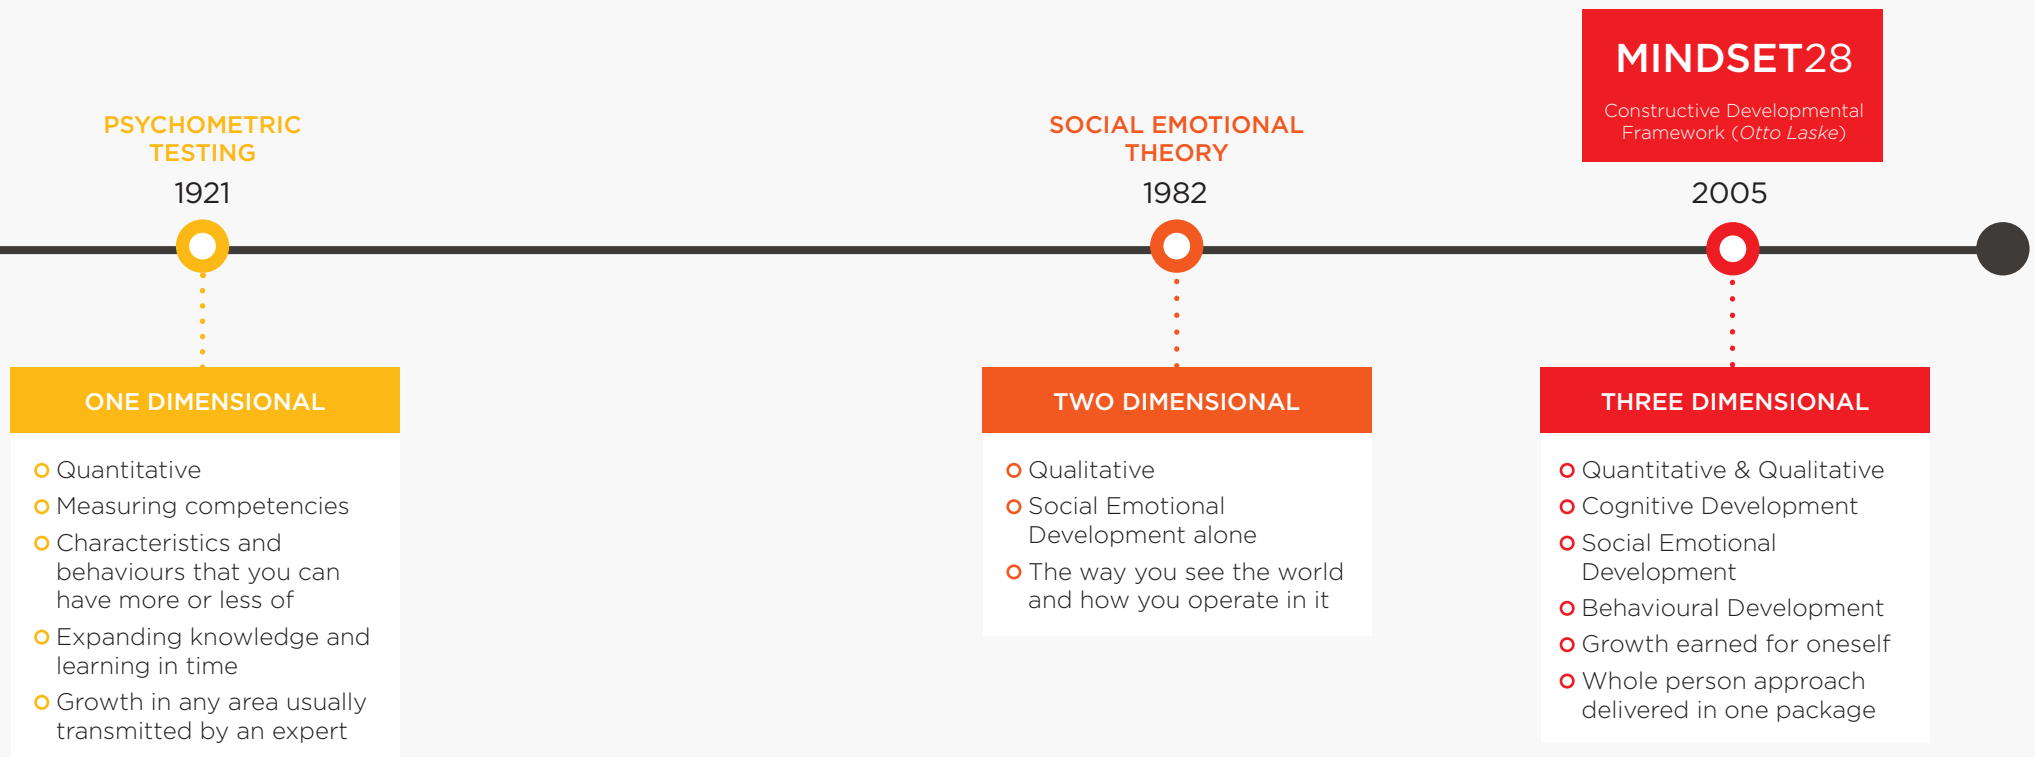 PSYCHOMETRIC
TESTING
1921
ONE DIMENSIONAL
Quantitative
Measuring competencies
Characteristics and
behaviours that you can
have more or less of
Expanding knowledge and
learning in time
Growth in any area usually
transmitted by an expert
SOCIAL EMOTIONAL
THEORY
1982
TWO DIMENSIONAL
Qualitative
Social Emotional
Development alone
The way you see the world
and how you operate in it
MINDSET28
Constructive Developmental
Framework (Otto Laske)
2005
THREE DIMENSIONAL
Quantitative & Qualitative
Cognitive Development
Social Emotional
Development
Behavioural Development
Growth earned for oneself
Whole person approach
delivered in one package